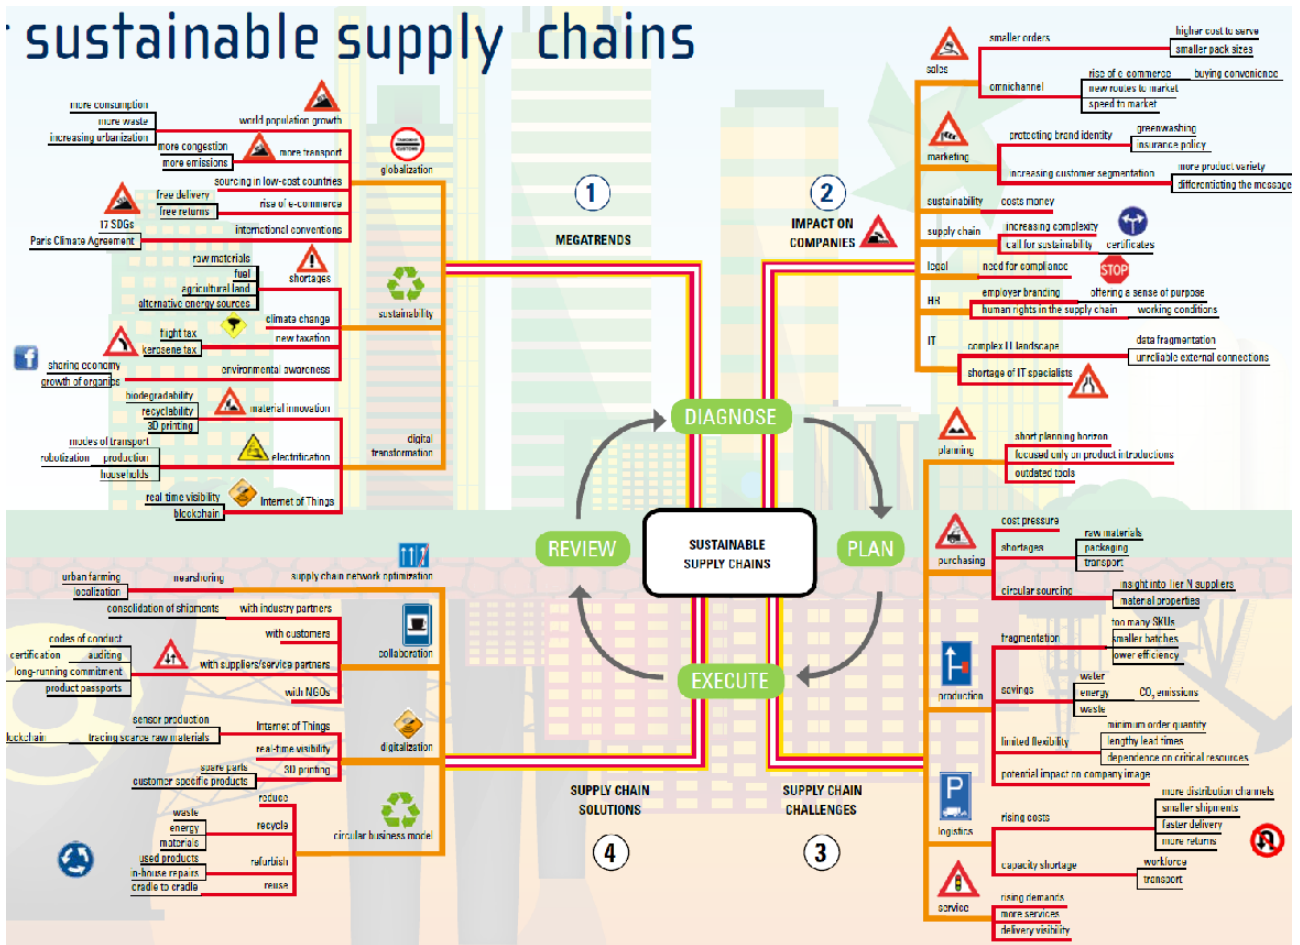 sustainable supply chains
1
MEGATRENDS
globalization
world population growth
more consumption
more waste
increasing urbanization
more transport
more congestion
more emissions
sourcing in low-cost countries
rise of e-commerce
free delivery
free returns
international conventions
17 SDGs
Paris Climate Agreement
sustainability
shortages
raw materials
fuel
agricultural land
alternative energy sources
climate change
new taxation
flight tax
kerosene tax
environmental awareness
sharing economy
growth of organics
digital
transformation
material innovation
biodegradability
recyclability
3D printing
electrification
modes of transport
robotization
production
households
Internet of Things
real-time visibility
blockchain
2
IMPACT ON
COMPANIES
sales
smaller orders
higher cost to serve
smaller pack sizes
omnichannel
rise of e-commerce
buying convenience
new routes to market
speed to market
marketing
protecting brand identity
greenwashing
insurance policy
increasing customer segmentation
more product variety
differentiating the message
sustainability
costs money
supply chain
increasing complexity
call for sustainability
certificates
legal
need for compliance
STOP
HR
employer branding
offering a sense of purpose
human rights in the supply chain
working conditions
IT
complex IT landscape
data fragmentation
unreliable external connections
shortage of IT specialists
DIAGNOSE
PLAN
EXECUTE
REVIEW
SUSTAINABLE
SUPPLY CHAINS
SUPPLY CHAIN
CHALLENGES
3
planning
short planning horizon
focused only on product introductions
outdated tools
purchasing
cost pressure
shortages
raw materials
packaging
transport
circular sourcing
insight into Tier N suppliers
material properties
production
fragmentation
too many SKUs
smaller batches
lower efficiency
savings
water
energy
CO₂ emissions
waste
limited flexibility
minimum order quantity
lengthy lead times
dependence on critical resources
potential impact on company image
P
logistics
rising costs
more distribution channels
smaller shipments
faster delivery
more returns
capacity shortage
workforce
transport
service
rising demands
more services
delivery visibility
SUPPLY CHAIN
SOLUTIONS
4
supply chain network optimization
nearshoring
urban farming
localization
collaboration
with industry partners
consolidation of shipments
with customers
with suppliers/service partners
codes of conduct
certification
auditing
long-running commitment
product passports
with NGOs
digitalization
Internet of Things
sensor production
lockchain
tracing scarce raw materials
real-time visibility
3D printing
spare parts
customer specific products
circular business model
reduce
recycle
waste
energy
materials
refurbish
used products
in-house repairs
reuse
cradle to cradle